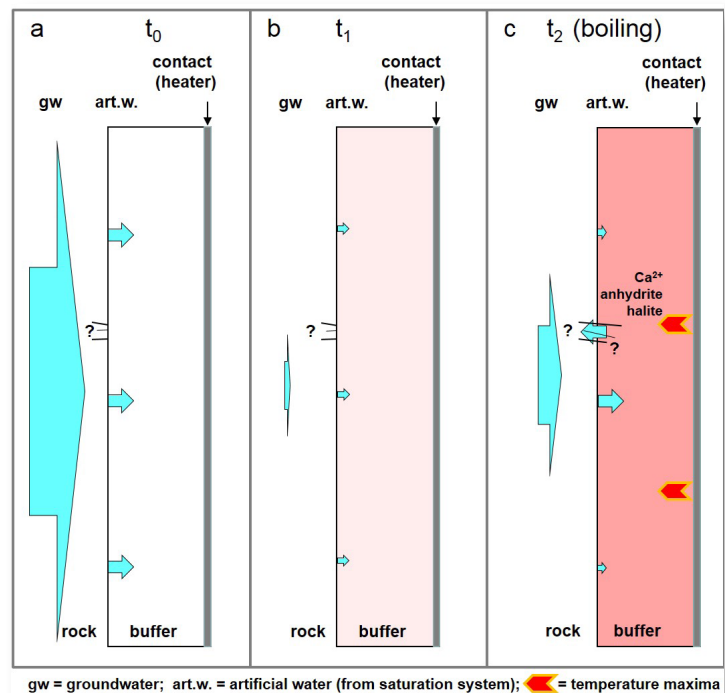 a
t₀
contact
(heater)
gw
art.w.
?
rock
buffer
b
t₁
contact
(heater)
gw
art.w.
?
rock
buffer
c
t₂ (boiling)
contact
(heater)
gw
art.w.
Ca²⁺
anhydrite
halite
?
?
rock
buffer
gw = groundwater; art.w. = artificial water (from saturation system); = temperature maxima